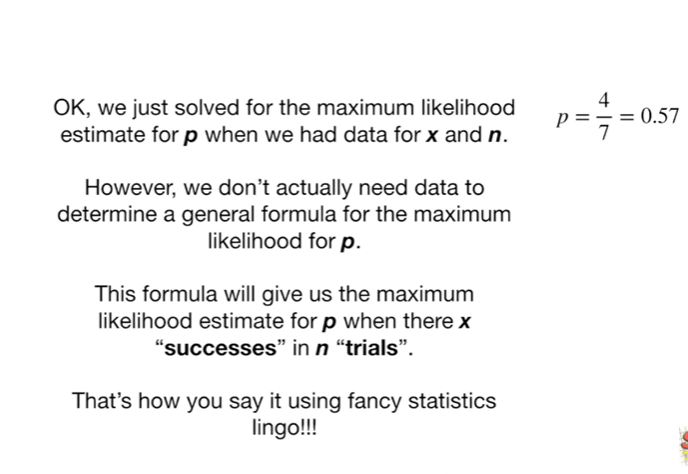 OK, we just solved for the maximum likelihood
estimate for p when we had data for x and n.
p = 4/7 = 0.57
However, we don't actually need data to
determine a general formula for the maximum
likelihood for p.
This formula will give us the maximum
likelihood estimate for p when there x
“successes” in n “trials”.
That's how you say it using fancy statistics
lingo!!!